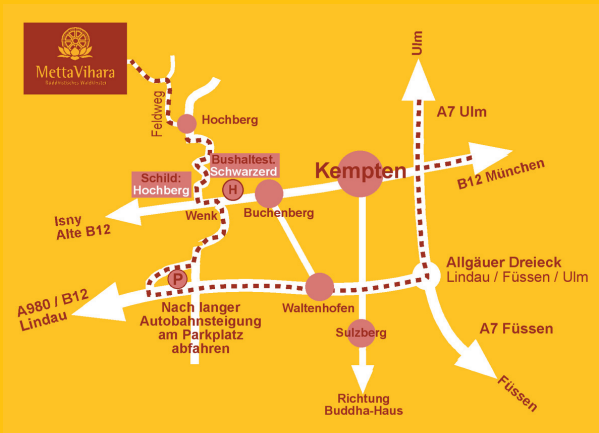 MettaVihara
Buddhistisches Waldkloster
Ulm
A7 Ulm
Feldweg
Hochberg
Bushaltest.
Schwarzerd
Kempten
B12 München
Schild:
Hochberg
H
Buchenberg
Isny
Alte B12
Wenk
Allgäuer Dreieck
Lindau / Füssen / Ulm
P
A980 / B12
Lindau
Waltenhofen
Nach langer
Autobahnsteigung
am Parkplatz
abfahren
Sulzberg
A7 Füssen
Füssen
Richtung
Buddha-Haus